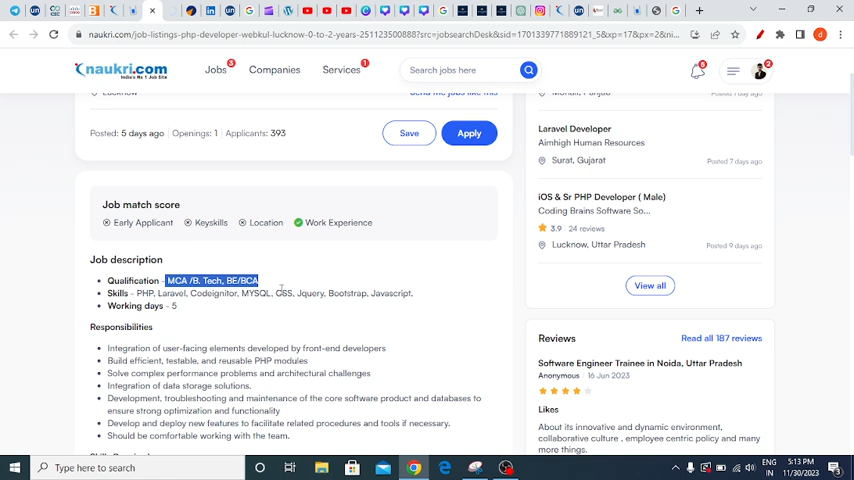 naukri.com/job-listings-php-developer-webkul-lucknow-0-to-2-years-251123500888?src=jobsearchDesk&sid=1701339771889121_5&xp=17&px=2&ni...
naukri.com
India's No 1 Job Site
Jobs 3
Companies
Services 1
Search jobs here
6
2
Lucknow
Send me jobs like this
Posted: 5 days ago
Openings: 1
Applicants: 393
Save
Apply
Job match score
Early Applicant
Keyskills
Location
Work Experience
Job description
Qualification - MCA /B. Tech, BE/BCA
Skills - PHP, Laravel, Codeignitor, MYSQL, CSS, Jquery, Bootstrap, Javascript.
Working days - 5
Responsibilities
Integration of user-facing elements developed by front-end developers
Build efficient, testable, and reusable PHP modules
Solve complex performance problems and architectural challenges
Integration of data storage solutions.
Development, troubleshooting and maintenance of the core software product and databases to
ensure strong optimization and functionality
Develop and deploy new features to facilitate related procedures and tools if necessary.
Should be comfortable working with the team.
Mohali, Punjab
Posted 7 days ago
Laravel Developer
Aimhigh Human Resources
Surat, Gujarat
Posted 7 days ago
iOS & Sr PHP Developer ( Male)
Coding Brains Software So...
3.9
24 reviews
Lucknow, Uttar Pradesh
Posted 9 days ago
View all
Reviews
Read all 187 reviews
Software Engineer Trainee in Noida, Uttar Pradesh
Anonymous
16 Jun 2023
Likes
About its innovative and dynamic environment,
collaborative culture , employee centric policy and many
more things.
Type here to search
ENG
IN
5:13 PM
11/30/2023
3